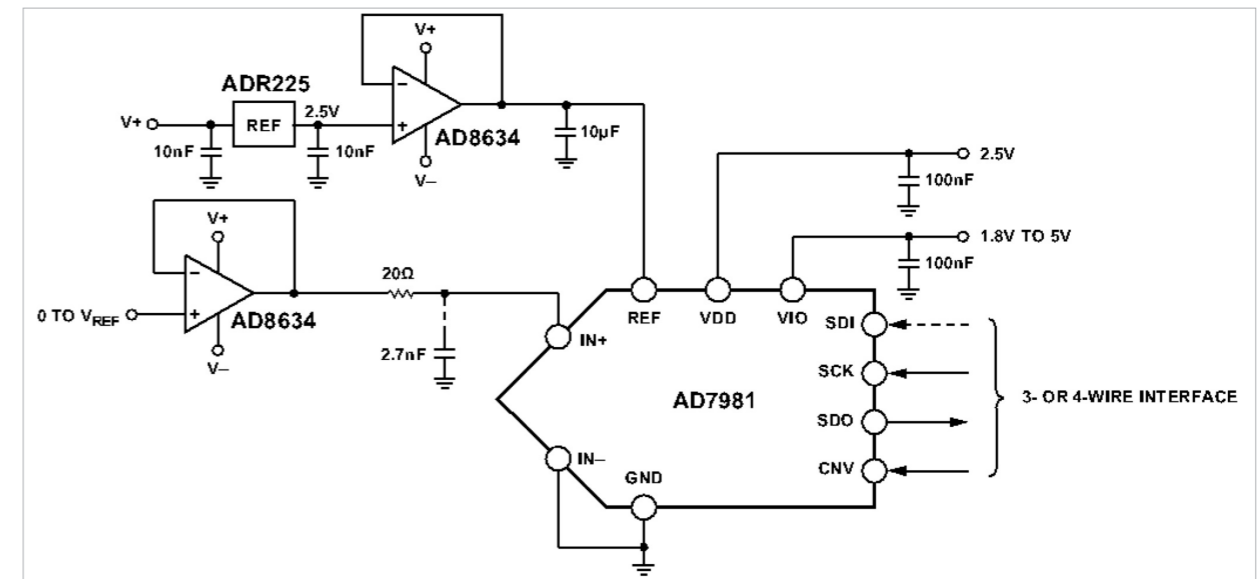 V+
ADR225
V+
REF
2.5V
−
+
AD8634
10µF
10nF
10nF
V−
2.5V
100nF
V+
1.8V TO 5V
100nF
−
20Ω
0 TO VREF
+
AD8634
V−
2.7nF
REF
VDD
VIO
SDI
IN+
SCK
AD7981
3- OR 4-WIRE INTERFACE
SDO
IN−
GND
CNV